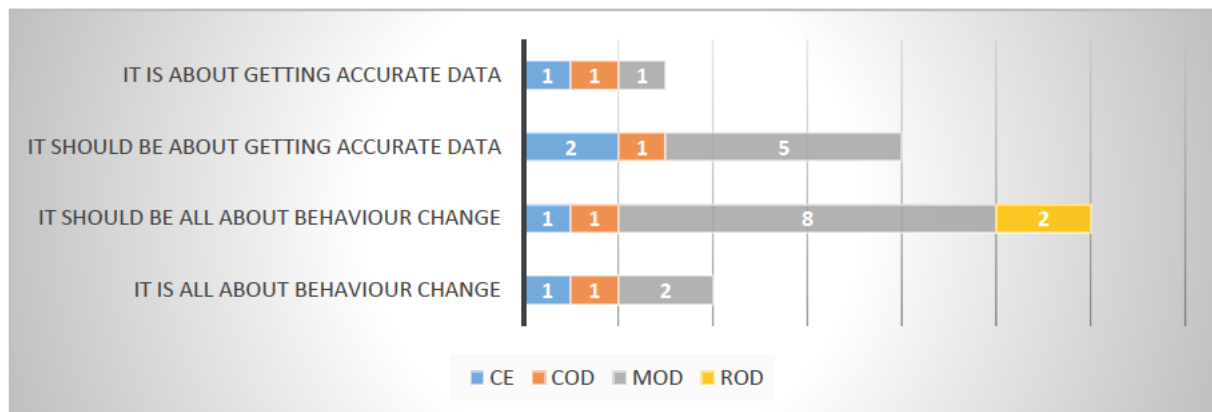 IT IS ABOUT GETTING ACCURATE DATA 1 1 1
IT SHOULD BE ABOUT GETTING ACCURATE DATA 2 1 5
IT SHOULD BE ALL ABOUT BEHAVIOUR CHANGE 1 1 8 2
IT IS ALL ABOUT BEHAVIOUR CHANGE 1 1 2
CE COD MOD ROD